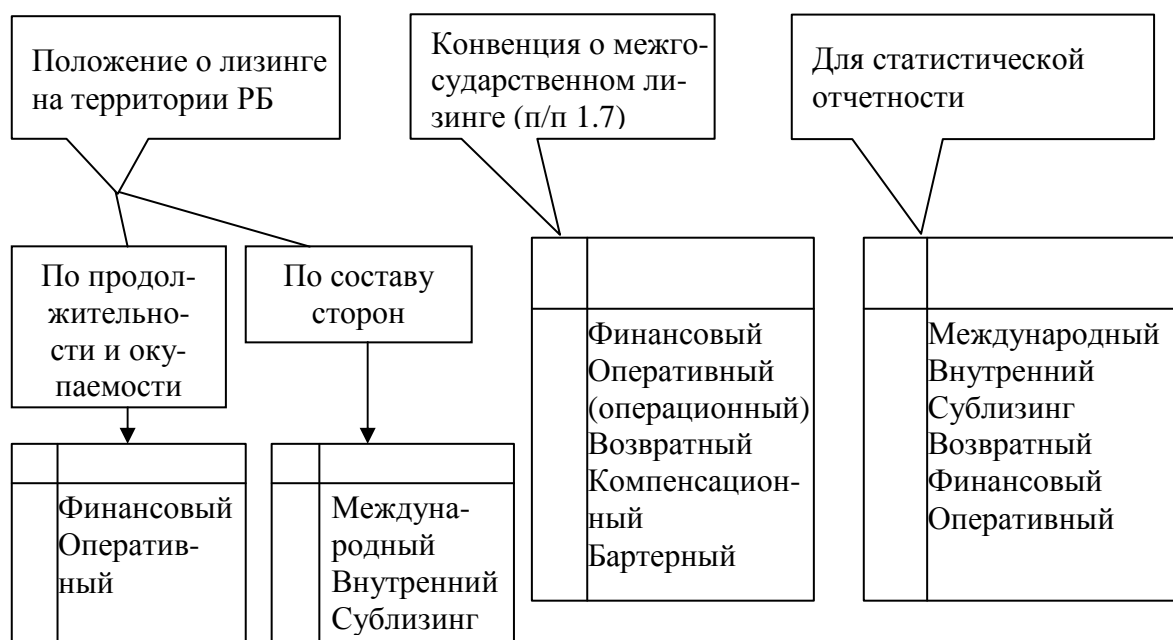 Положение о лизинге
на территории РБ
Конвенция о межго-
сударственном ли-
зинге (п/п 1.7)
Для статистической
отчетности
По продол-
жительно-
сти и оку-
паемости
По составу
сторон
Финансовый
Оператив-
ный
Междуна-
родный
Внутренний
Сублизинг
Финансовый
Оперативный
(операционный)
Возвратный
Компенсацион-
ный
Бартерный
Международный
Внутренний
Сублизинг
Возвратный
Финансовый
Оперативный